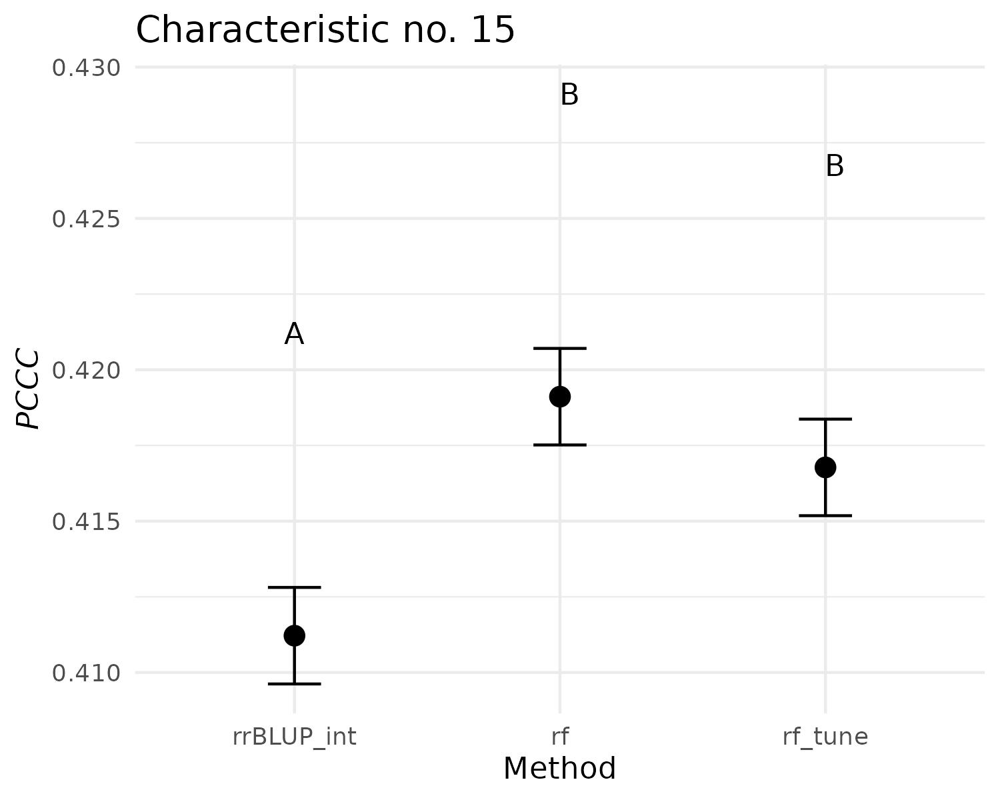 Characteristic no. 15
0.430
B
B
0.425
A
0.420
PCCC
0.415
0.410
rrBLUP_int
rf
rf_tune
Method